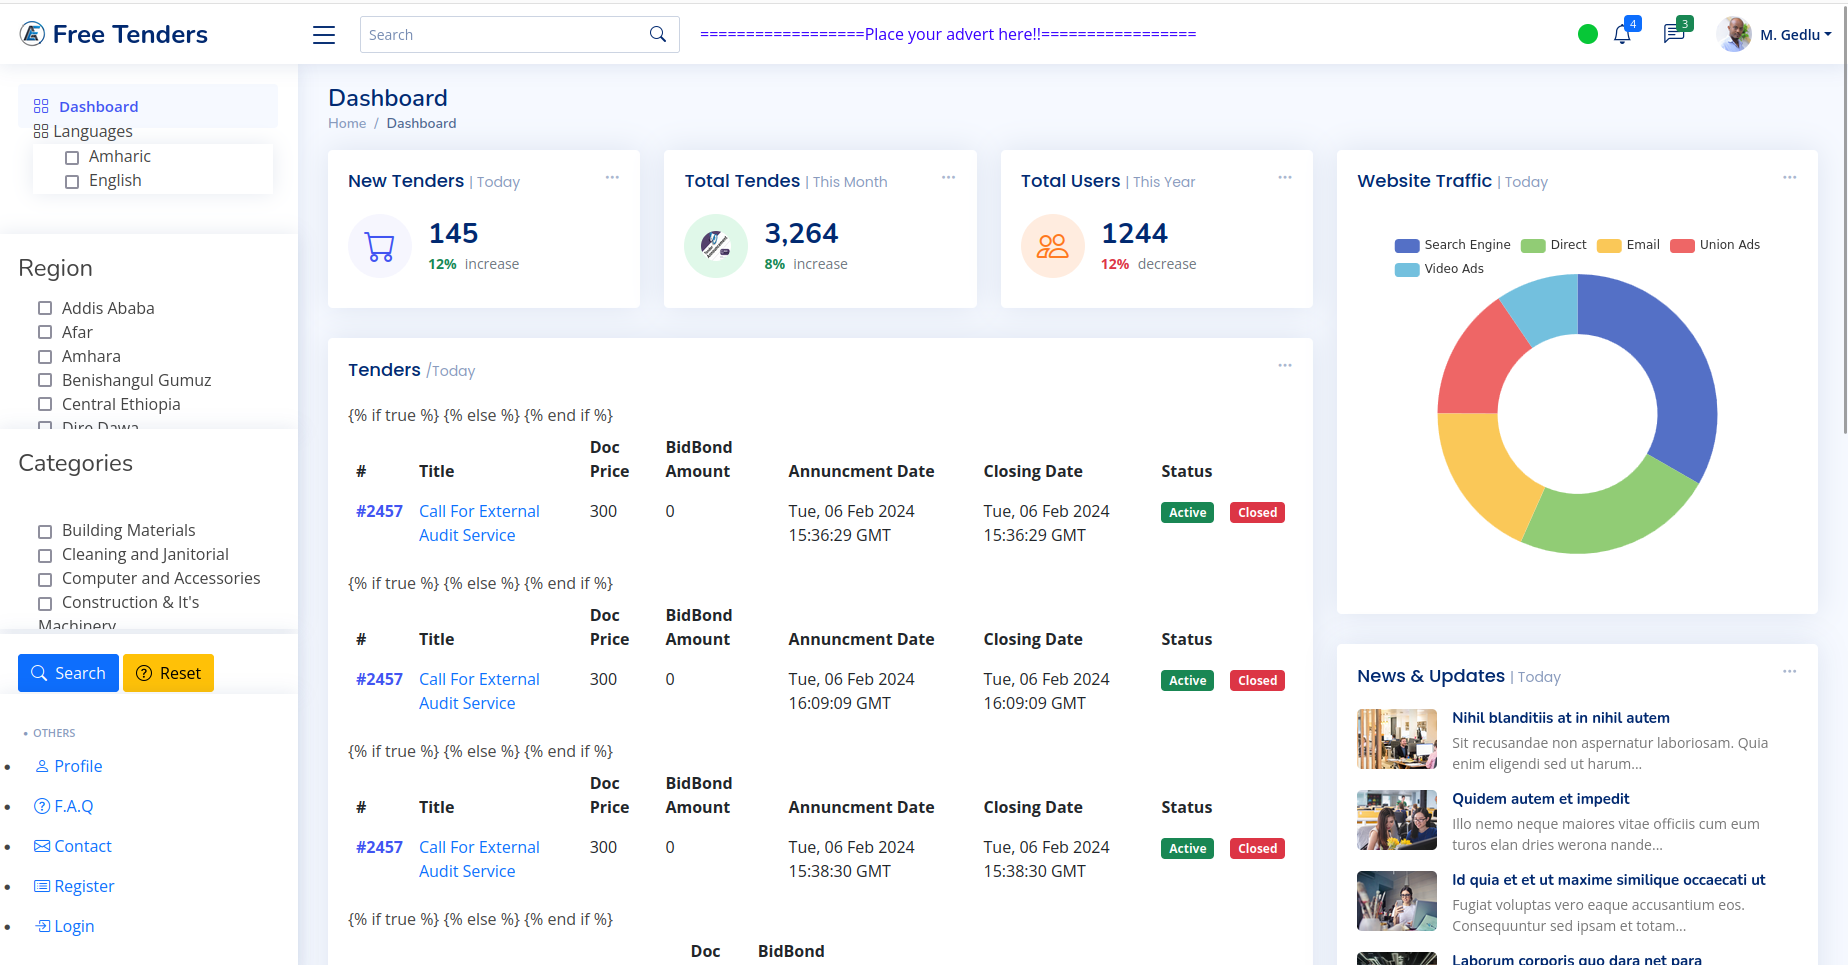 Free Tenders
Search
==================Place your advert here!!=================
4
3
M. Gedlu
Dashboard
Languages
Amharic
English
Region
Addis Ababa
Afar
Amhara
Benishangul Gumuz
Central Ethiopia
Dire Dawa
Categories
Building Materials
Cleaning and Janitorial
Computer and Accessories
Construction & It's
Machinery
Search
Reset
• OTHERS
Profile
F.A.Q
Contact
Register
Login
Dashboard
Home / Dashboard
New Tenders | Today
145
12% increase
Total Tendes | This Month
3,264
8% increase
Total Users | This Year
1244
12% decrease
Tenders /Today
{% if true %} {% else %} {% end if %}
# Title Doc Price BidBond Amount Annuncment Date Closing Date Status
#2457 Call For External Audit Service 300 0 Tue, 06 Feb 2024 15:36:29 GMT Tue, 06 Feb 2024 15:36:29 GMT Active Closed
{% if true %} {% else %} {% end if %}
# Title Doc Price BidBond Amount Annuncment Date Closing Date Status
#2457 Call For External Audit Service 300 0 Tue, 06 Feb 2024 16:09:09 GMT Tue, 06 Feb 2024 16:09:09 GMT Active Closed
{% if true %} {% else %} {% end if %}
# Title Doc Price BidBond Amount Annuncment Date Closing Date Status
#2457 Call For External Audit Service 300 0 Tue, 06 Feb 2024 15:38:30 GMT Tue, 06 Feb 2024 15:38:30 GMT Active Closed
{% if true %} {% else %} {% end if %}
Doc BidBond
Website Traffic | Today
Search Engine Direct Email Union Ads
Video Ads
News & Updates | Today
Nihil blanditiis at in nihil autem
Sit recusandae non aspernatur laboriosam. Quia
enim eligendi sed ut harum...
Quidem autem et impedit
Illo nemo neque maiores vitae officiis cum eum
turos elan dries werona nande...
Id quia et et ut maxime similique occaecati ut
Fugiat voluptas vero eaque accusantium eos.
Consequuntur sed ipsam et totam...
Laborum corporis quo dara net para